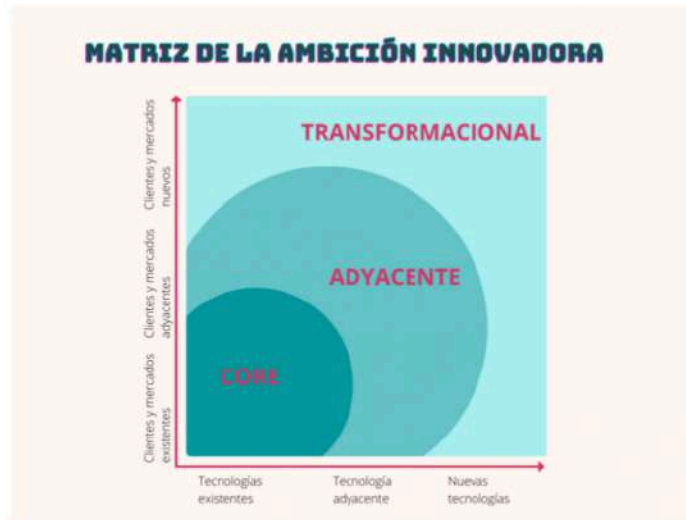 MATRIZ DE LA AMBICIÓN INNOVADORA
TRANSFORMACIONAL
ADYACENTE
CORE
Clientes y mercados
nuevos
Clientes y mercados
adyacentes
Clientes y mercados
existentes
Tecnologías
existentes
Tecnología
adyacente
Nuevas
tecnologías